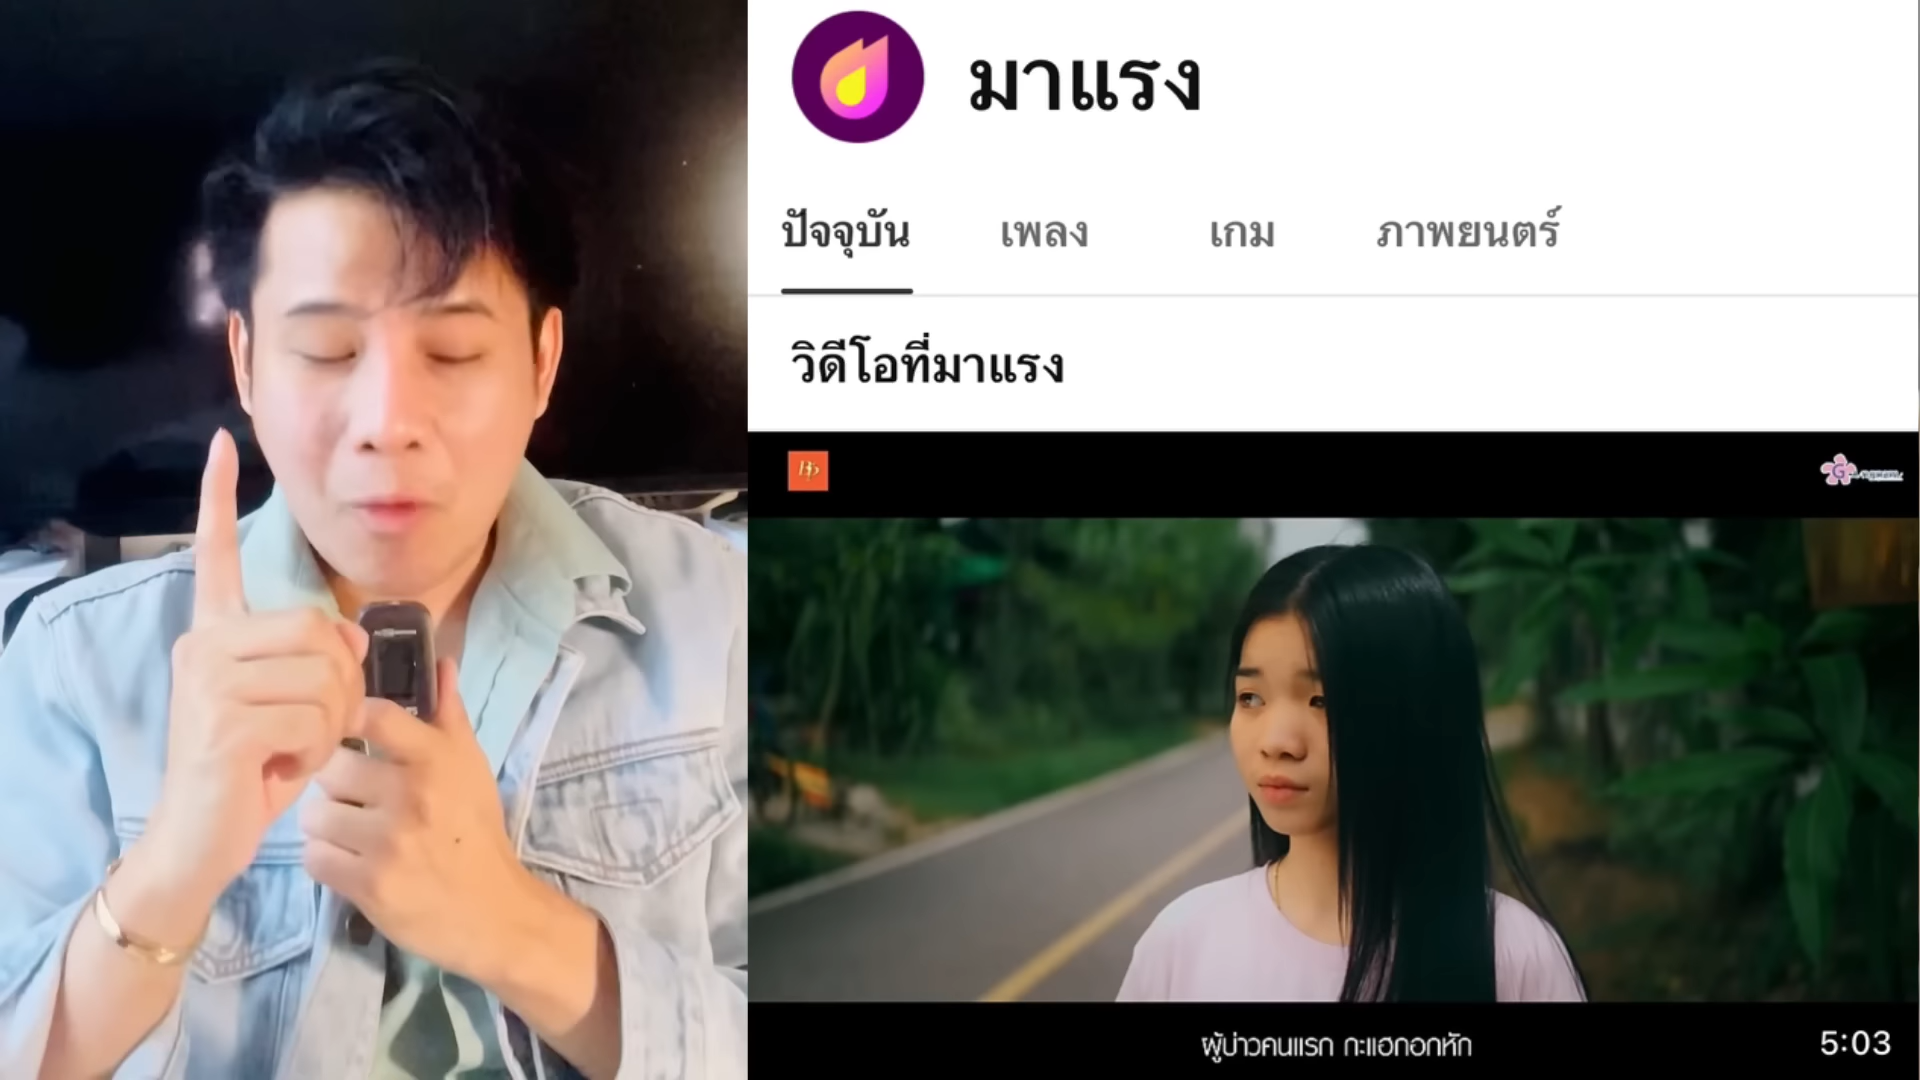 มาแรง
ปัจจุบัน เพลง เกม ภาพยนตร์
วิดีโอที่มาแรง
ผู้บ่าวคนแรก กะแฮกอกหัก
5:03